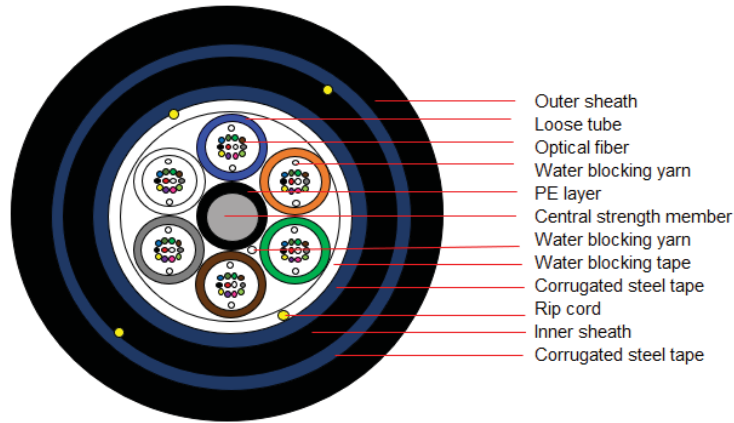 Outer sheath
Loose tube
Optical fiber
Water blocking yarn
PE layer
Central strength member
Water blocking yarn
Water blocking tape
Corrugated steel tape
Rip cord
Inner sheath
Corrugated steel tape